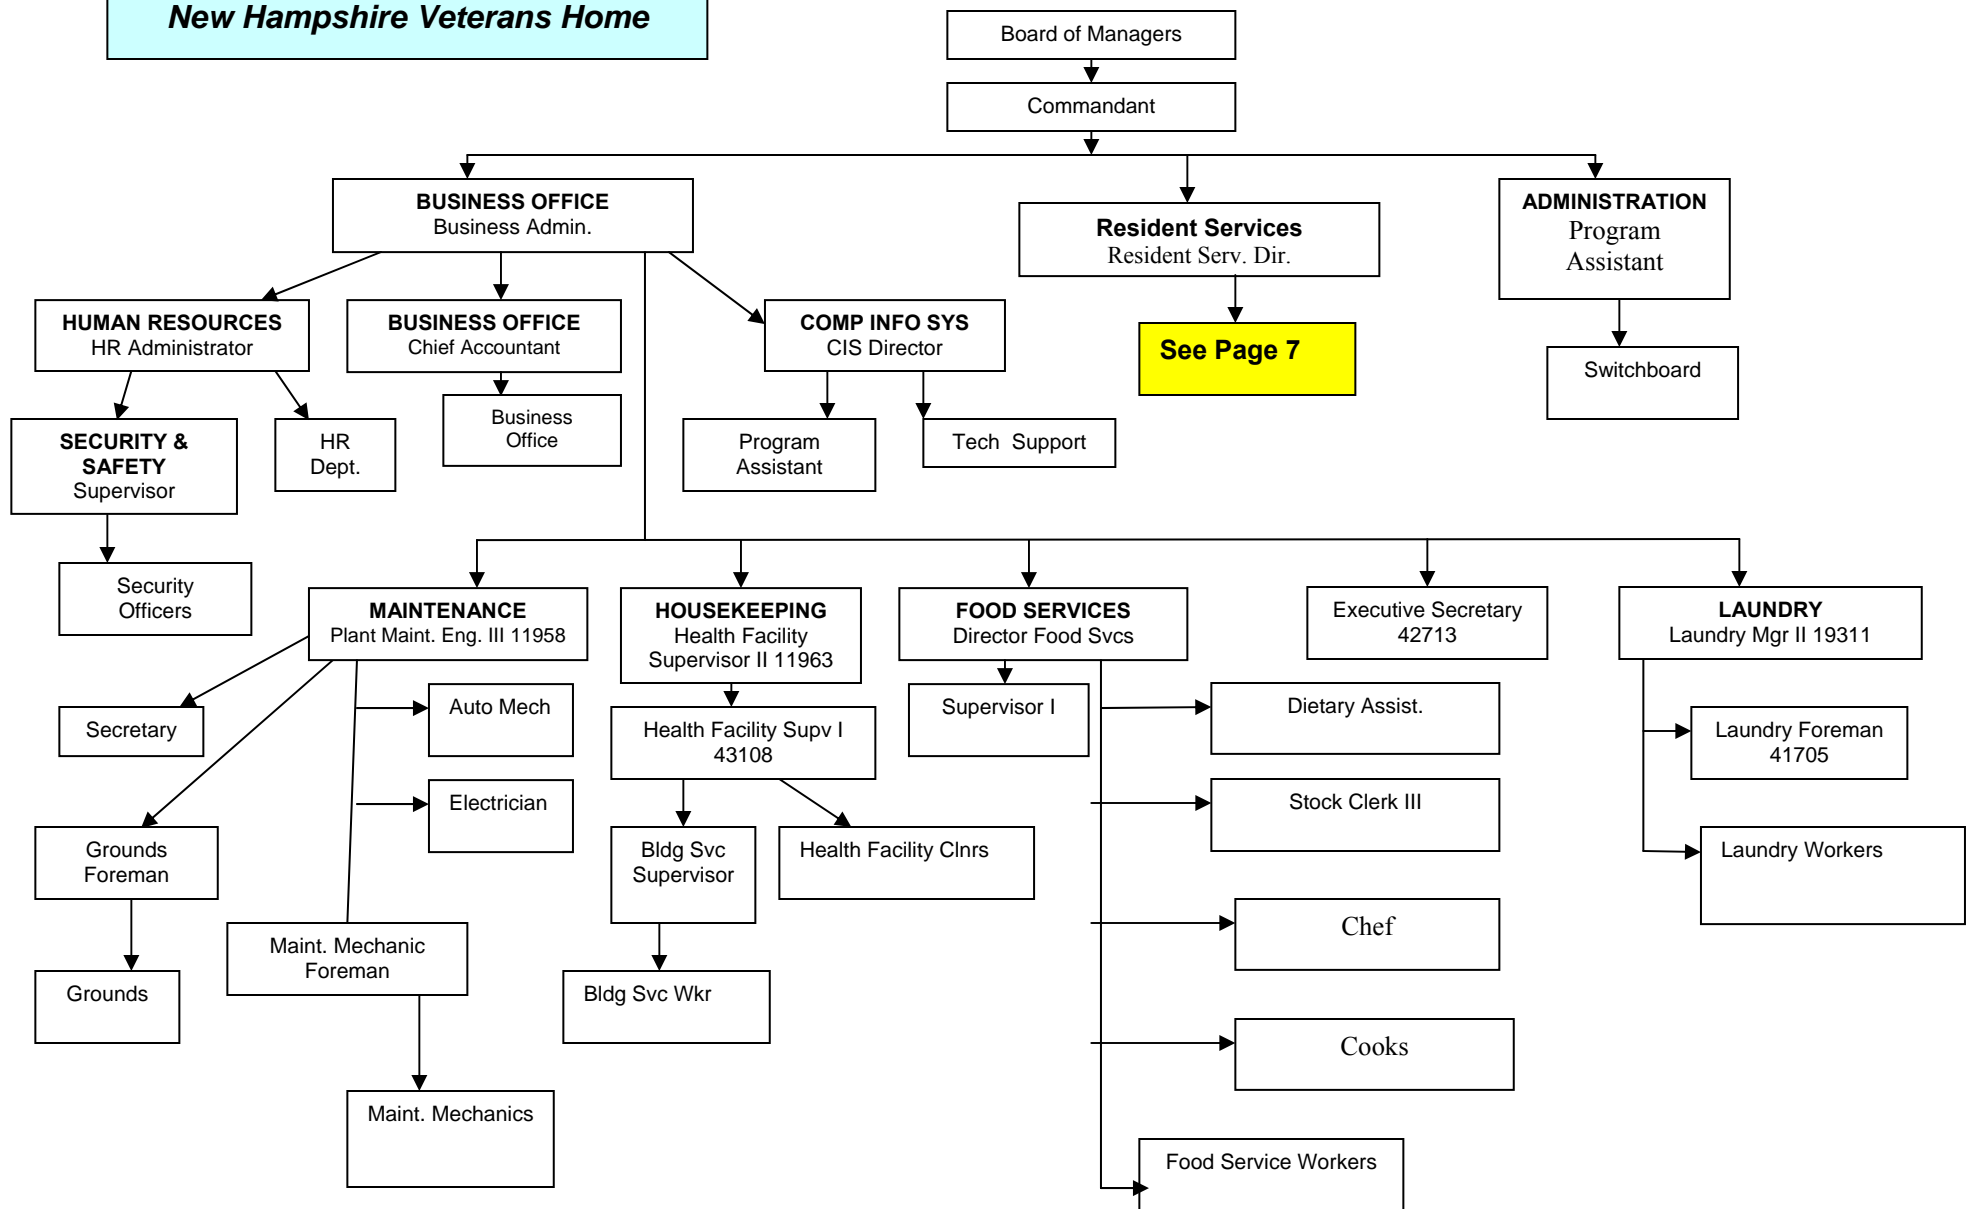 New Hampshire Veterans Home
Board of Managers
Commandant
BUSINESS OFFICE
Business Admin.
Resident Services
Resident Serv. Dir.
ADMINISTRATION
Program
Assistant
HUMAN RESOURCES
HR Administrator
BUSINESS OFFICE
Chief Accountant
COMP INFO SYS
CIS Director
See Page 7
Switchboard
SECURITY &
SAFETY
Supervisor
HR
Dept.
Business
Office
Program
Assistant
Tech  Support
Security
Officers
MAINTENANCE
Plant Maint. Eng. III 11958
HOUSEKEEPING
Health Facility
Supervisor II 11963
FOOD SERVICES
Director Food Svcs
Executive Secretary
42713
LAUNDRY
Laundry Mgr II 19311
Secretary
Auto Mech
Health Facility Supv I
43108
Supervisor I
Dietary Assist.
Laundry Foreman
41705
Electrician
Stock Clerk III
Grounds
Foreman
Bldg Svc
Supervisor
Health Facility Clnrs
Laundry Workers
Maint. Mechanic
Foreman
Chef
Grounds
Bldg Svc Wkr
Cooks
Maint. Mechanics
Food Service Workers